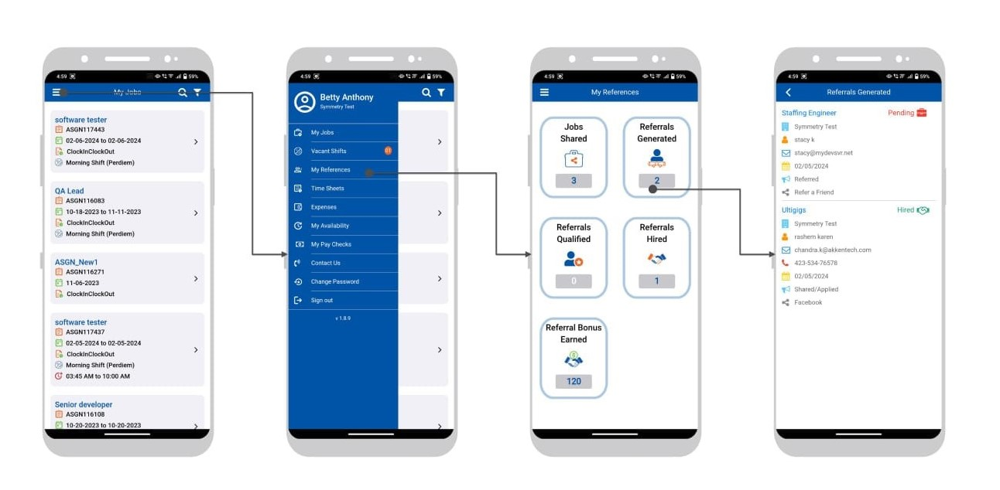 4:59
59%
My Jobs
software tester
ASGN117443
02-06-2024 to 02-06-2024
ClockInClockOut
Morning Shift (Perdiem)
QA Lead
ASGN116083
10-18-2023 to 11-11-2023
ClockInClockOut
Morning Shift (Perdiem)
ASGN_New1
ASGN116271
11-06-2023
ClockInClockOut
software tester
ASGN117437
02-05-2024 to 02-05-2024
ClockInClockOut
Morning Shift (Perdiem)
03:45 AM to 10:00 AM
Senior developer
ASGN116108
10-20-2023 to 10-20-2023
4:59
59%
Betty Anthony
Symmetry Test
My Jobs
Vacant Shifts
My References
Time Sheets
Expenses
My Availability
My Pay Checks
Contact Us
Change Password
Sign out
v 1.8.9
4:59
59%
My References
Jobs
Shared
3
Referrals
Generated
2
Referrals
Qualified
0
Referrals
Hired
1
Referral Bonus
Earned
120
4:59
59%
Referrals Generated
Staffing Engineer Pending
Symmetry Test
stacy k
stacy@mydevsvr.net
02/05/2024
Referred
Refer a Friend
Ultigigs Hired
Symmetry Test
rashem karen
chandra.k@akkentech.com
423-534-76578
02/05/2024
Shared/Applied
Facebook